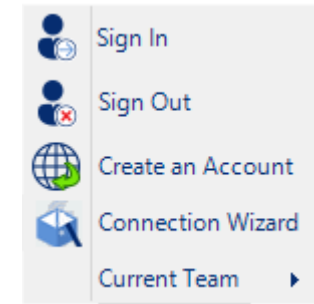 Sign In
Sign Out
Create an Account
Connection Wizard
Current Team